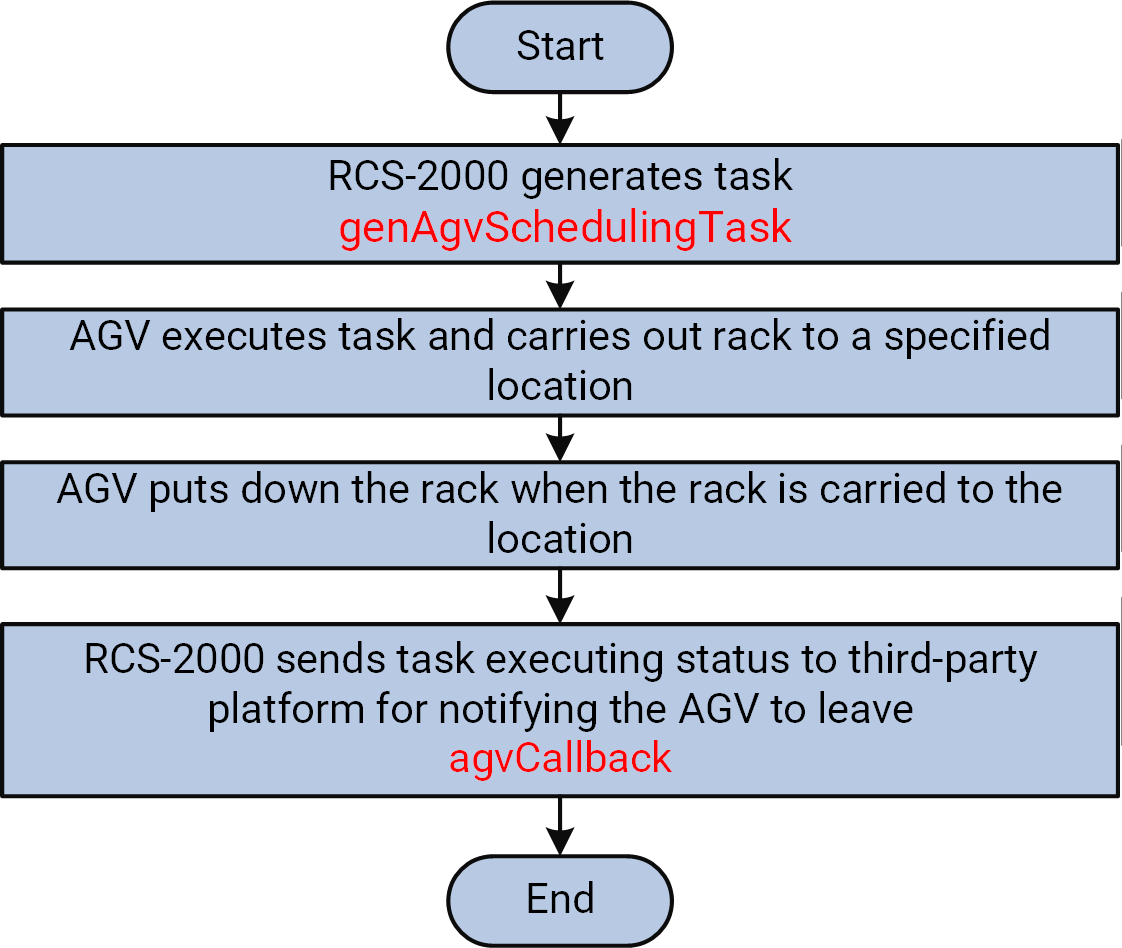 Start
RCS-2000 generates task
genAgvSchedulingTask
AGV executes task and carries out rack to a specified
location
AGV puts down the rack when the rack is carried to the
location
RCS-2000 sends task executing status to third-party
platform for notifying the AGV to leave
agvCallback
End